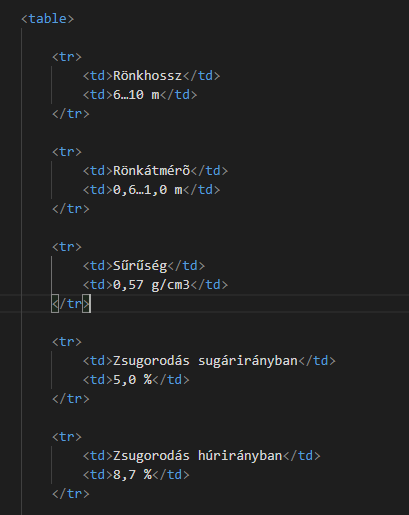 <table>
<tr>
<td>Rönkhossz</td>
<td>6…10 m</td>
</tr>
<tr>
<td>Rönkátmérõ</td>
<td>0,6…1,0 m</td>
</tr>
<tr>
<td>Sűrűség</td>
<td>0,57 g/cm3</td>
</tr>
<tr>
<td>Zsugorodás sugárirányban</td>
<td>5,0 %</td>
</tr>
<tr>
<td>Zsugorodás húrirányban</td>
<td>8,7 %</td>
</tr>